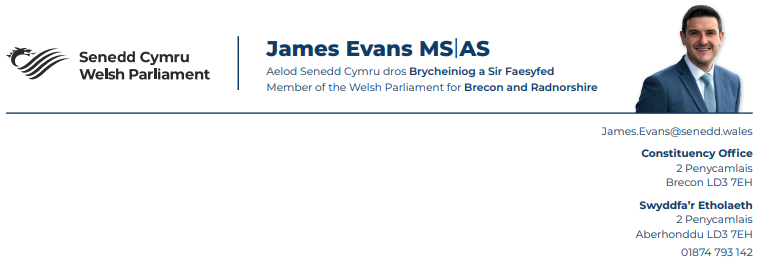 Senedd Cymru
Welsh Parliament
James Evans MS|AS
Aelod Senedd Cymru dros Brycheiniog a Sir Faesyfed
Member of the Welsh Parliament for Brecon and Radnorshire
James.Evans@senedd.wales
Constituency Office
2 Penycamlais
Brecon LD3 7EH
Swyddfa’r Etholaeth
2 Penycamlais
Aberhonddu LD3 7EH
01874 793 142